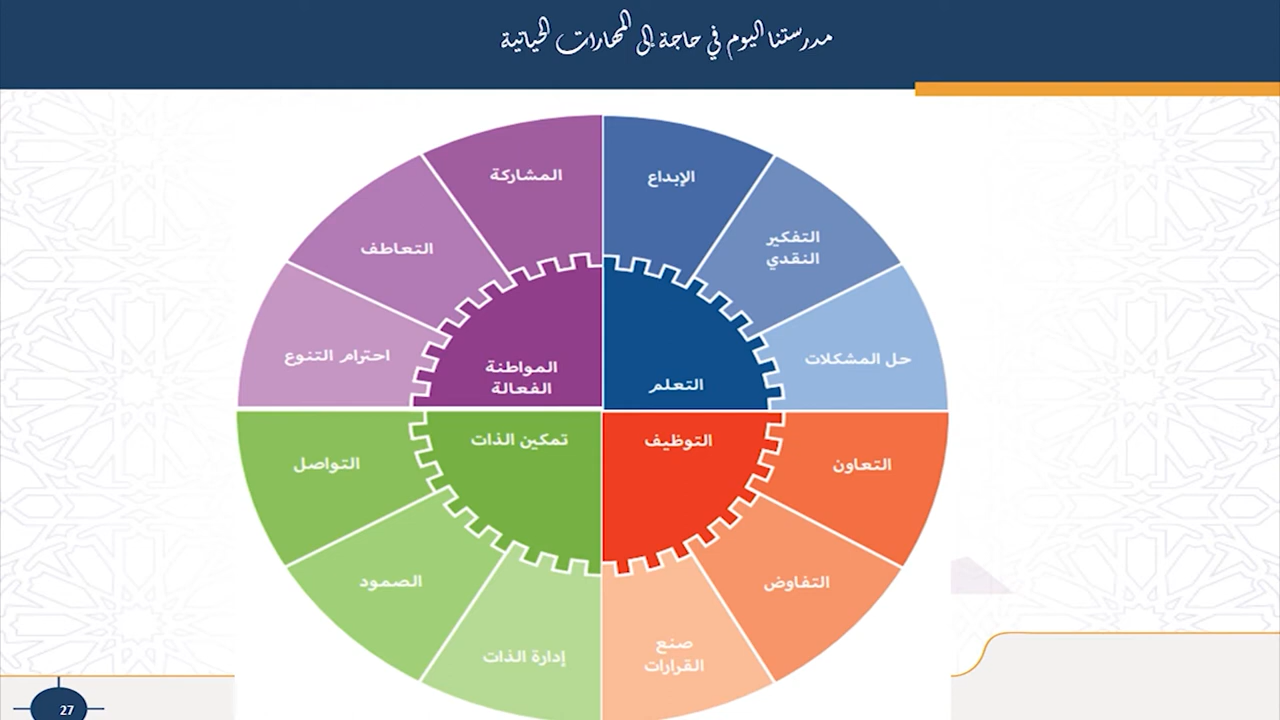 مدرستنا اليوم في حاجة إلى المهارات الحياتية
الإبداع
التفكير
النقدي
حل المشكلات
التعلم
المشاركة
التعاطف
احترام التنوع
المواطنة
الفعالة
التوظيف
التعاون
التفاوض
صنع
القرارات
تمكين الذات
التواصل
الصمود
إدارة الذات
27